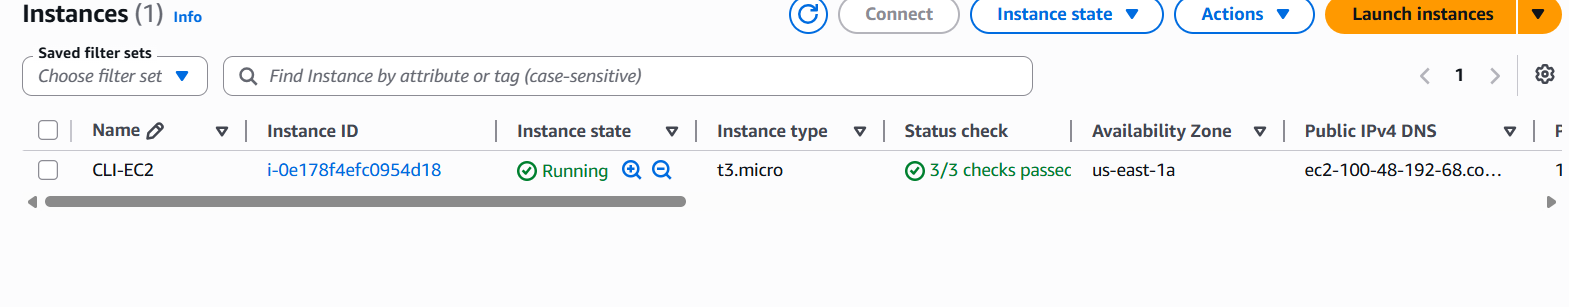 Instances (1) Info Connect Instance state Actions Launch instances
Saved filter sets
Choose filter set Find Instance by attribute or tag (case-sensitive) 1
Name Instance ID Instance state Instance type Status check Availability Zone Public IPv4 DNS P
CLI-EC2 i-0e178f4efc0954d18 Running t3.micro 3/3 checks passec us-east-1a ec2-100-48-192-68.co… 1